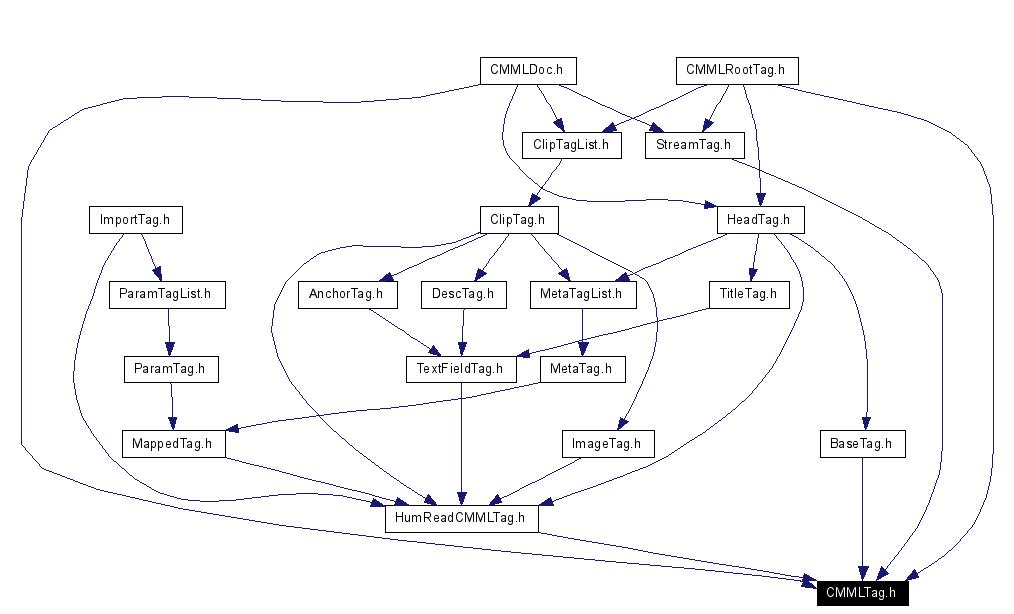 CMMLDoc.h
CMMLRootTag.h
ClipTagList.h
StreamTag.h
ImportTag.h
ClipTag.h
HeadTag.h
ParamTagList.h
AnchorTag.h
DescTag.h
MetaTagList.h
TitleTag.h
ParamTag.h
TextFieldTag.h
MetaTag.h
MappedTag.h
ImageTag.h
BaseTag.h
HumReadCMMLTag.h
CMMLTag.h